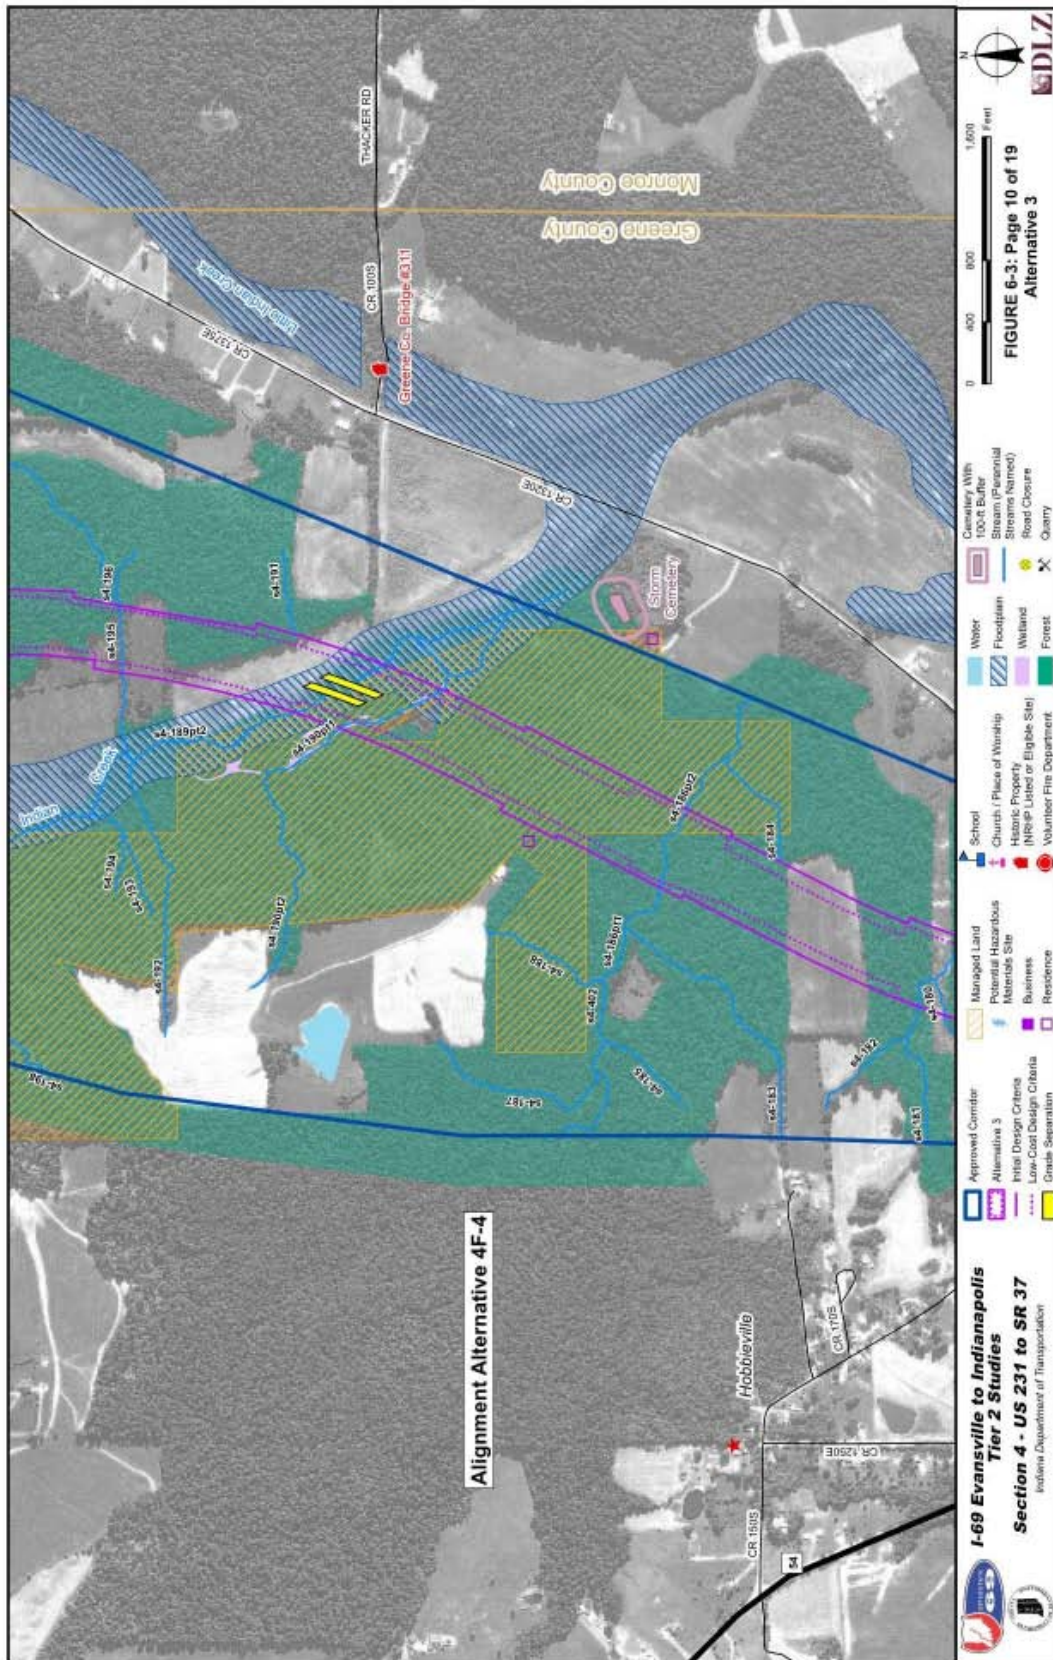 Alignment Alternative 4F-4
Hobbieville
CR 150S
CR 1250E
CR 170S
54
s4-198
s4-187
s4-185
s4-183
s4-182
s4-181
s4-180
s4-402
s4-188
s4-186pt1
s4-186pt2
s4-184
s4-192
s4-193
s4-194
s4-190pt2
s4-190pt1
s4-189pt2
Indian Creek
s4-195
s4-196
s4-191
Storm
Cemetery
CR 1320E
CR 1375E
Little Indian Creek
CR 100S
THACKER RD
Greene Co. Bridge #311
Greene County
Monroe County
I-69 Evansville to Indianapolis
Tier 2 Studies
Section 4 - US 231 to SR 37
Indiana Department of Transportation
Approved Corridor
Alternative 3
Initial Design Criteria
Low-Cost Design Criteria
Grade Separation
Managed Land
Potential Hazardous
Materials Site
Business
Residence
School
Church / Place of Worship
Historic Property
(NRHP Listed or Eligible Site)
Volunteer Fire Department
Water
Floodplain
Wetland
Forest
Cemetery With
100-ft Buffer
Stream (Perennial
Streams Named)
Road Closure
Quarry
0 400 800 1,600
Feet
FIGURE 6-3: Page 10 of 19
Alternative 3
N
DLZ